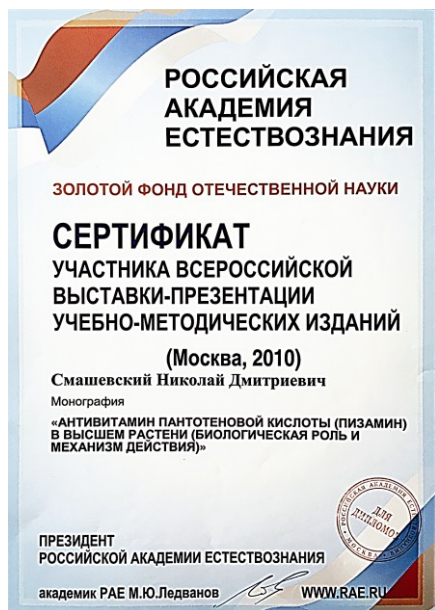 РОССИЙСКАЯ
АКАДЕМИЯ
ЕСТЕСТВОЗНАНИЯ
ЗОЛОТОЙ ФОНД ОТЕЧЕСТВЕННОЙ НАУКИ
СЕРТИФИКАТ
УЧАСТНИКА ВСЕРОССИЙСКОЙ
ВЫСТАВКИ-ПРЕЗЕНТАЦИИ
УЧЕБНО-МЕТОДИЧЕСКИХ ИЗДАНИЙ
(Москва, 2010)
Смашевский Николай Дмитриевич
Монография
«АНТИВИТАМИН ПАНТОТЕНОВОЙ КИСЛОТЫ (ПИЗАМИН)
В ВЫСШЕМ РАСТЕНИ (БИОЛОГИЧЕСКАЯ РОЛЬ И
МЕХАНИЗМ ДЕЙСТВИЯ)»
ДЛЯ
ДИПЛОМОВ
ПРЕЗИДЕНТ
РОССИЙСКОЙ АКАДЕМИИ ЕСТЕСТВОЗНАНИЯ
академик РАЕ М.Ю.Ледванов
WWW.RAE.RU